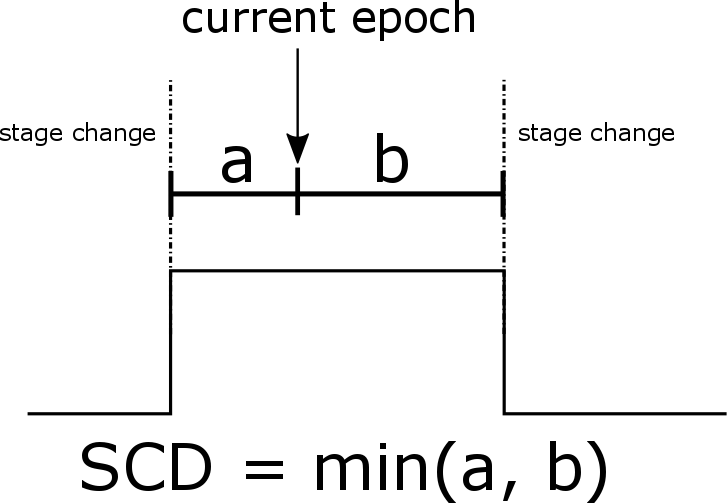 current epoch
stage change
stage change
a
b
SCD = min(a, b)